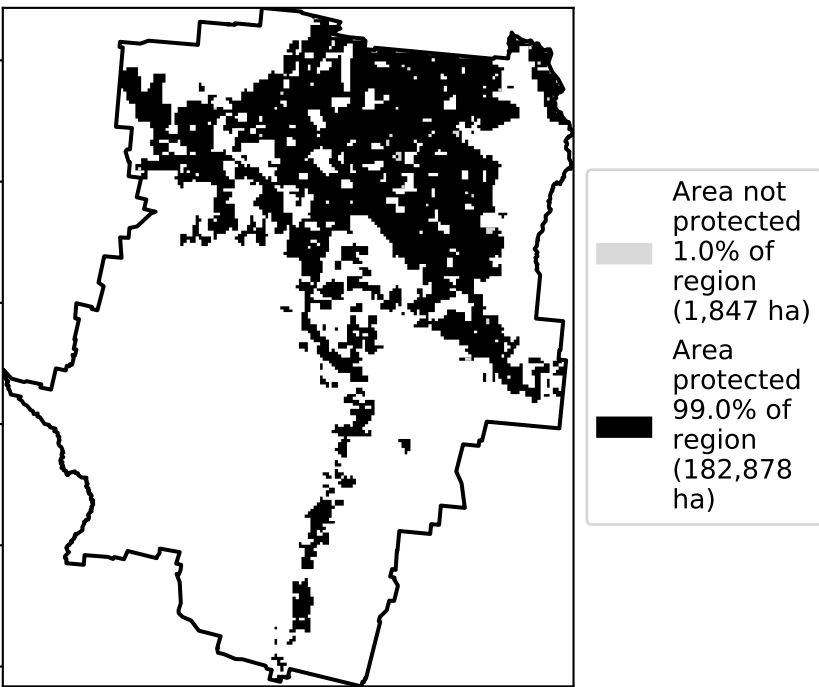 Area not
protected
1.0% of
region
(1,847 ha)
Area
protected
99.0% of
region
(182,878
ha)